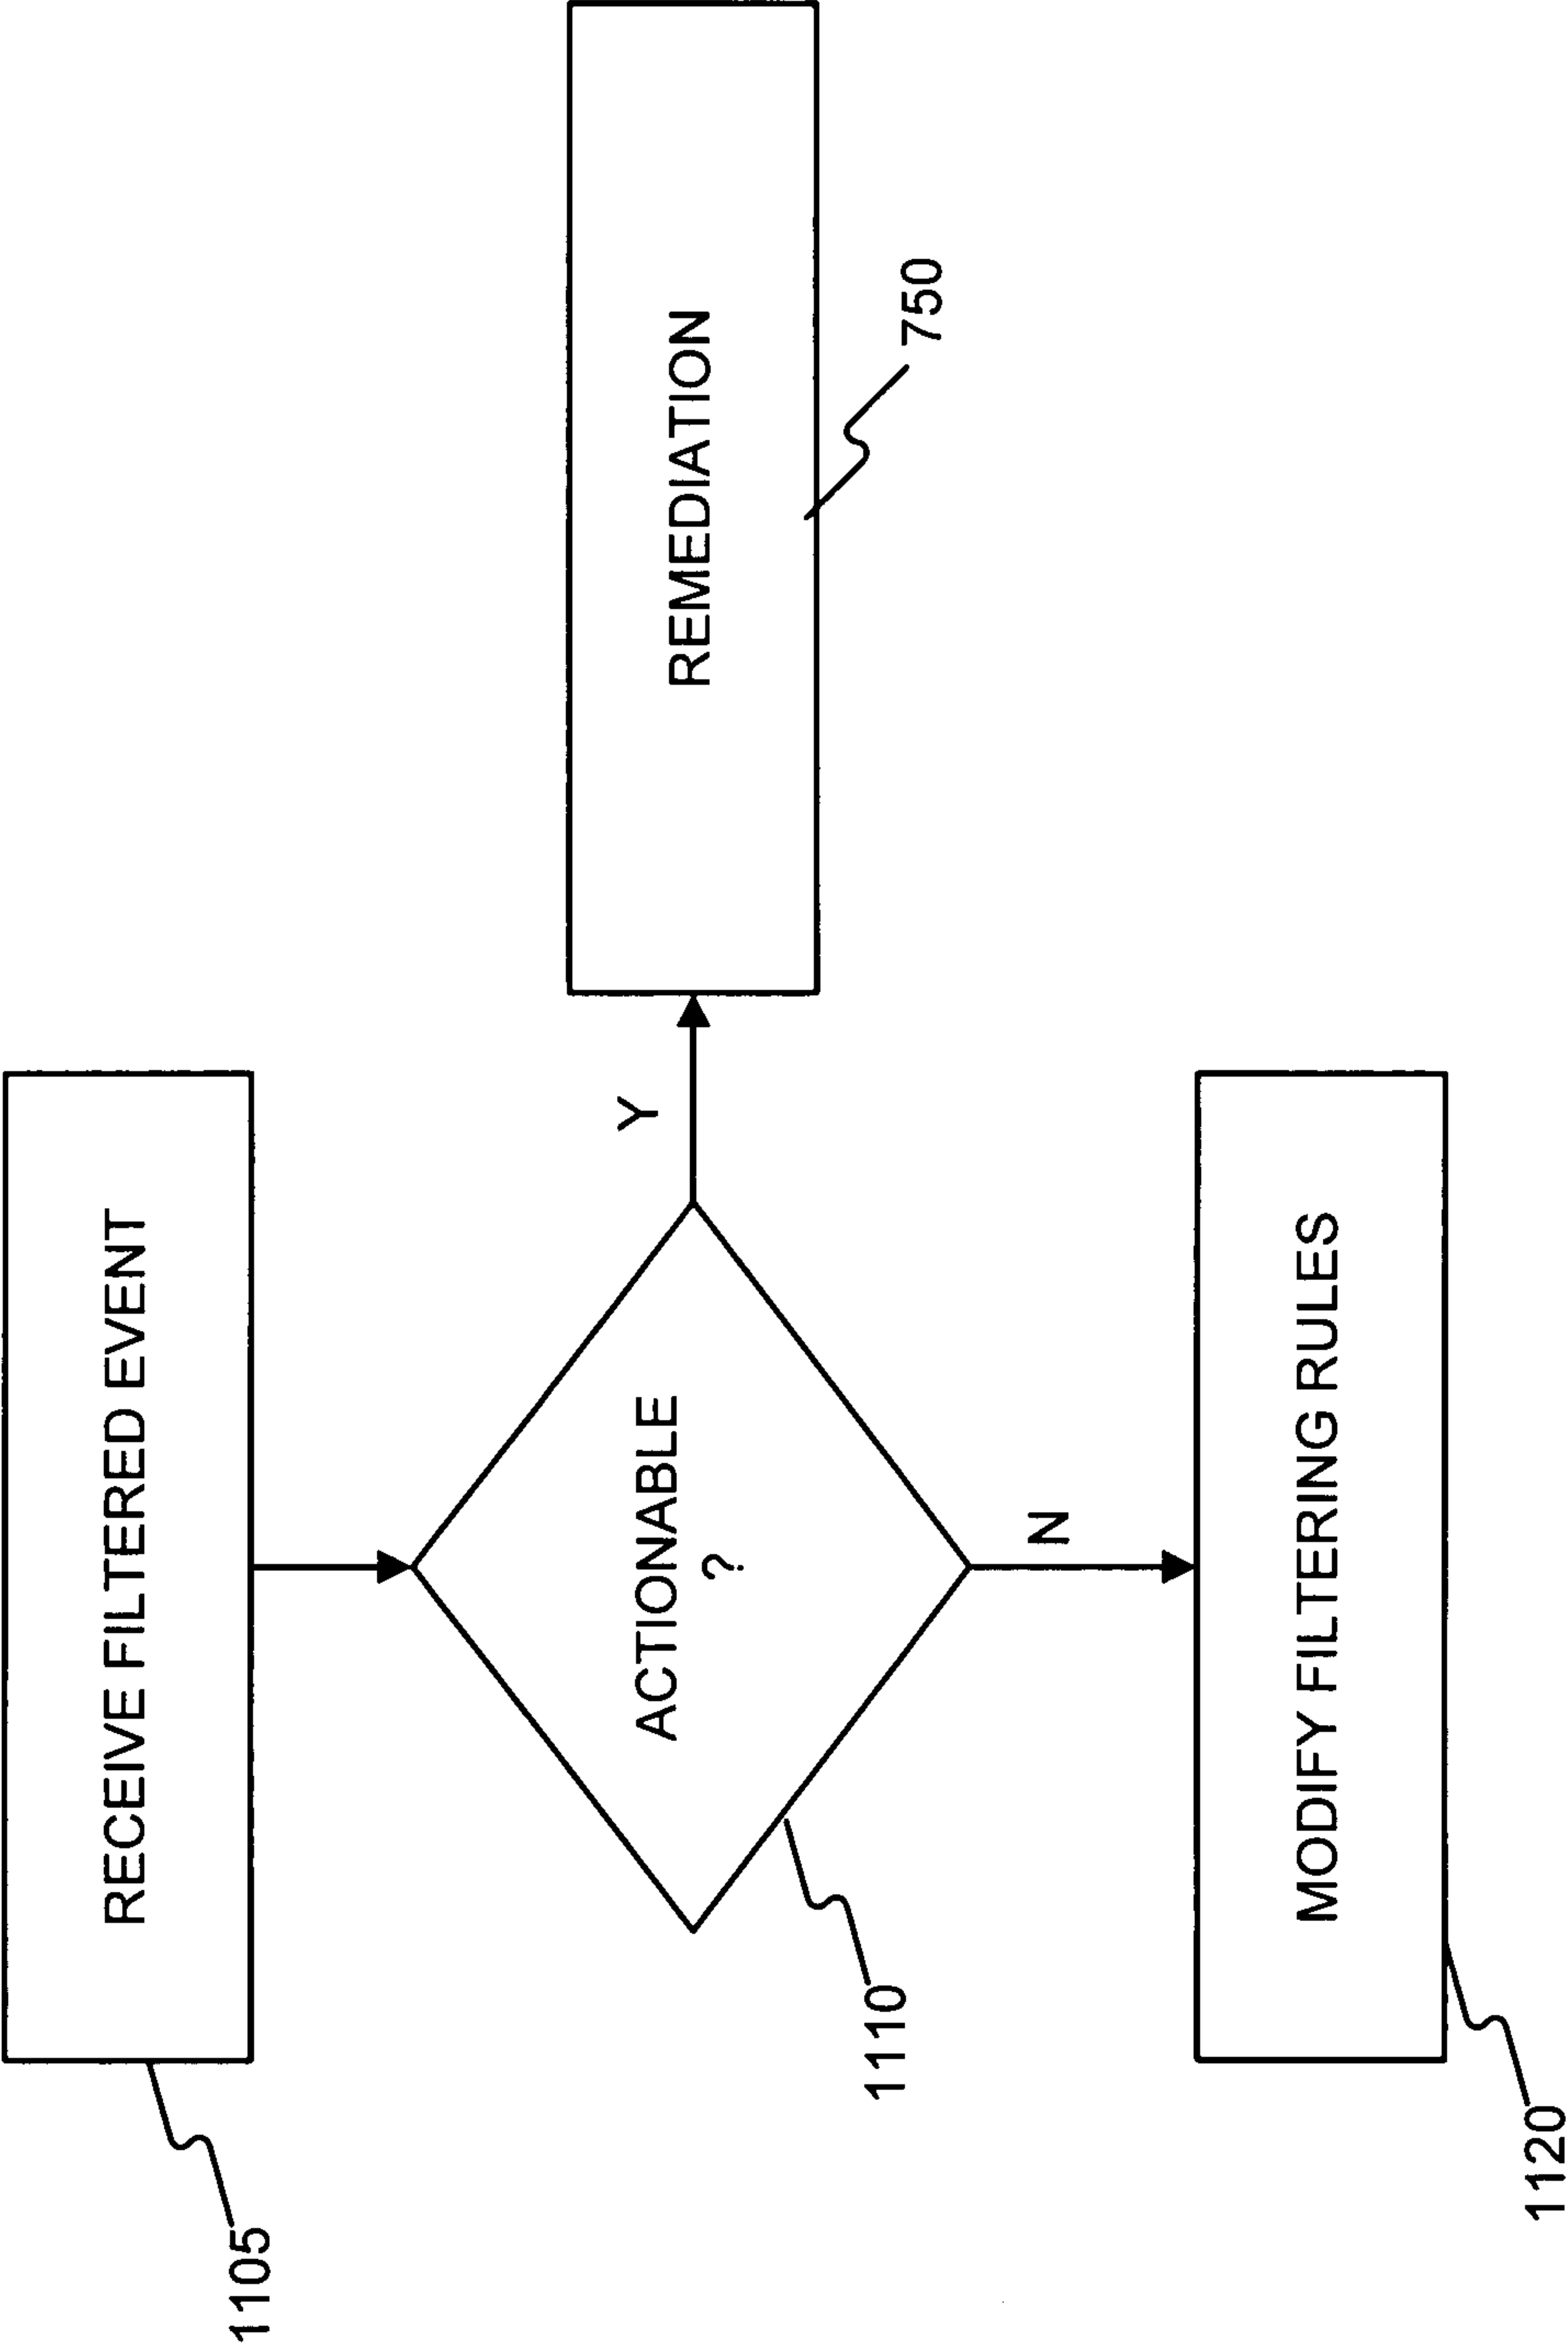 RECEIVE FILTERED EVENT
1105
ACTIONABLE
?
1110
Y
REMEDIATION
750
N
MODIFY FILTERING RULES
1120